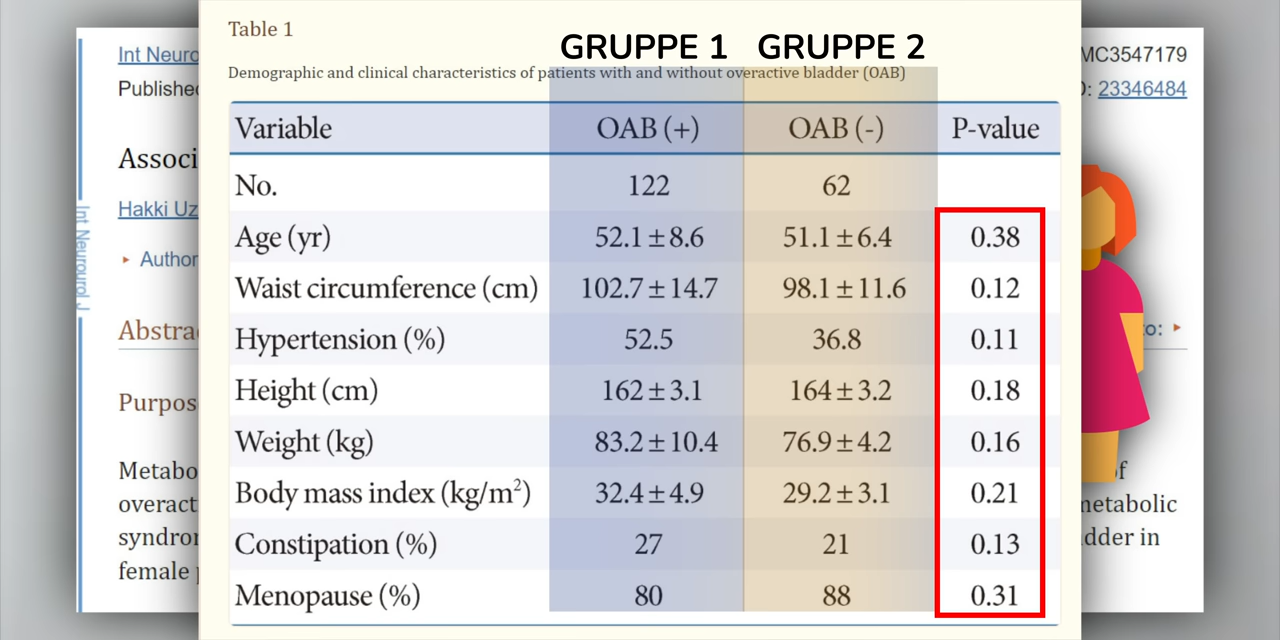 Table 1
GRUPPE 1 GRUPPE 2
Demographic and clinical characteristics of patients with and without overactive bladder (OAB)
Variable OAB (+) OAB (-) P-value
No. 122 62
Age (yr) 52.1±8.6 51.1±6.4 0.38
Waist circumference (cm) 102.7±14.7 98.1±11.6 0.12
Hypertension (%) 52.5 36.8 0.11
Height (cm) 162±3.1 164±3.2 0.18
Weight (kg) 83.2±10.4 76.9±4.2 0.16
Body mass index (kg/m²) 32.4±4.9 29.2±3.1 0.21
Constipation (%) 27 21 0.13
Menopause (%) 80 88 0.31
Int Neuro
Published
Associ
Hakki Uz
Author
Abstra
Purpos
Metabo
overact
syndro
female
Int Neurourol J
MC3547179
D: 23346484
to:
of
metabolic
dder in